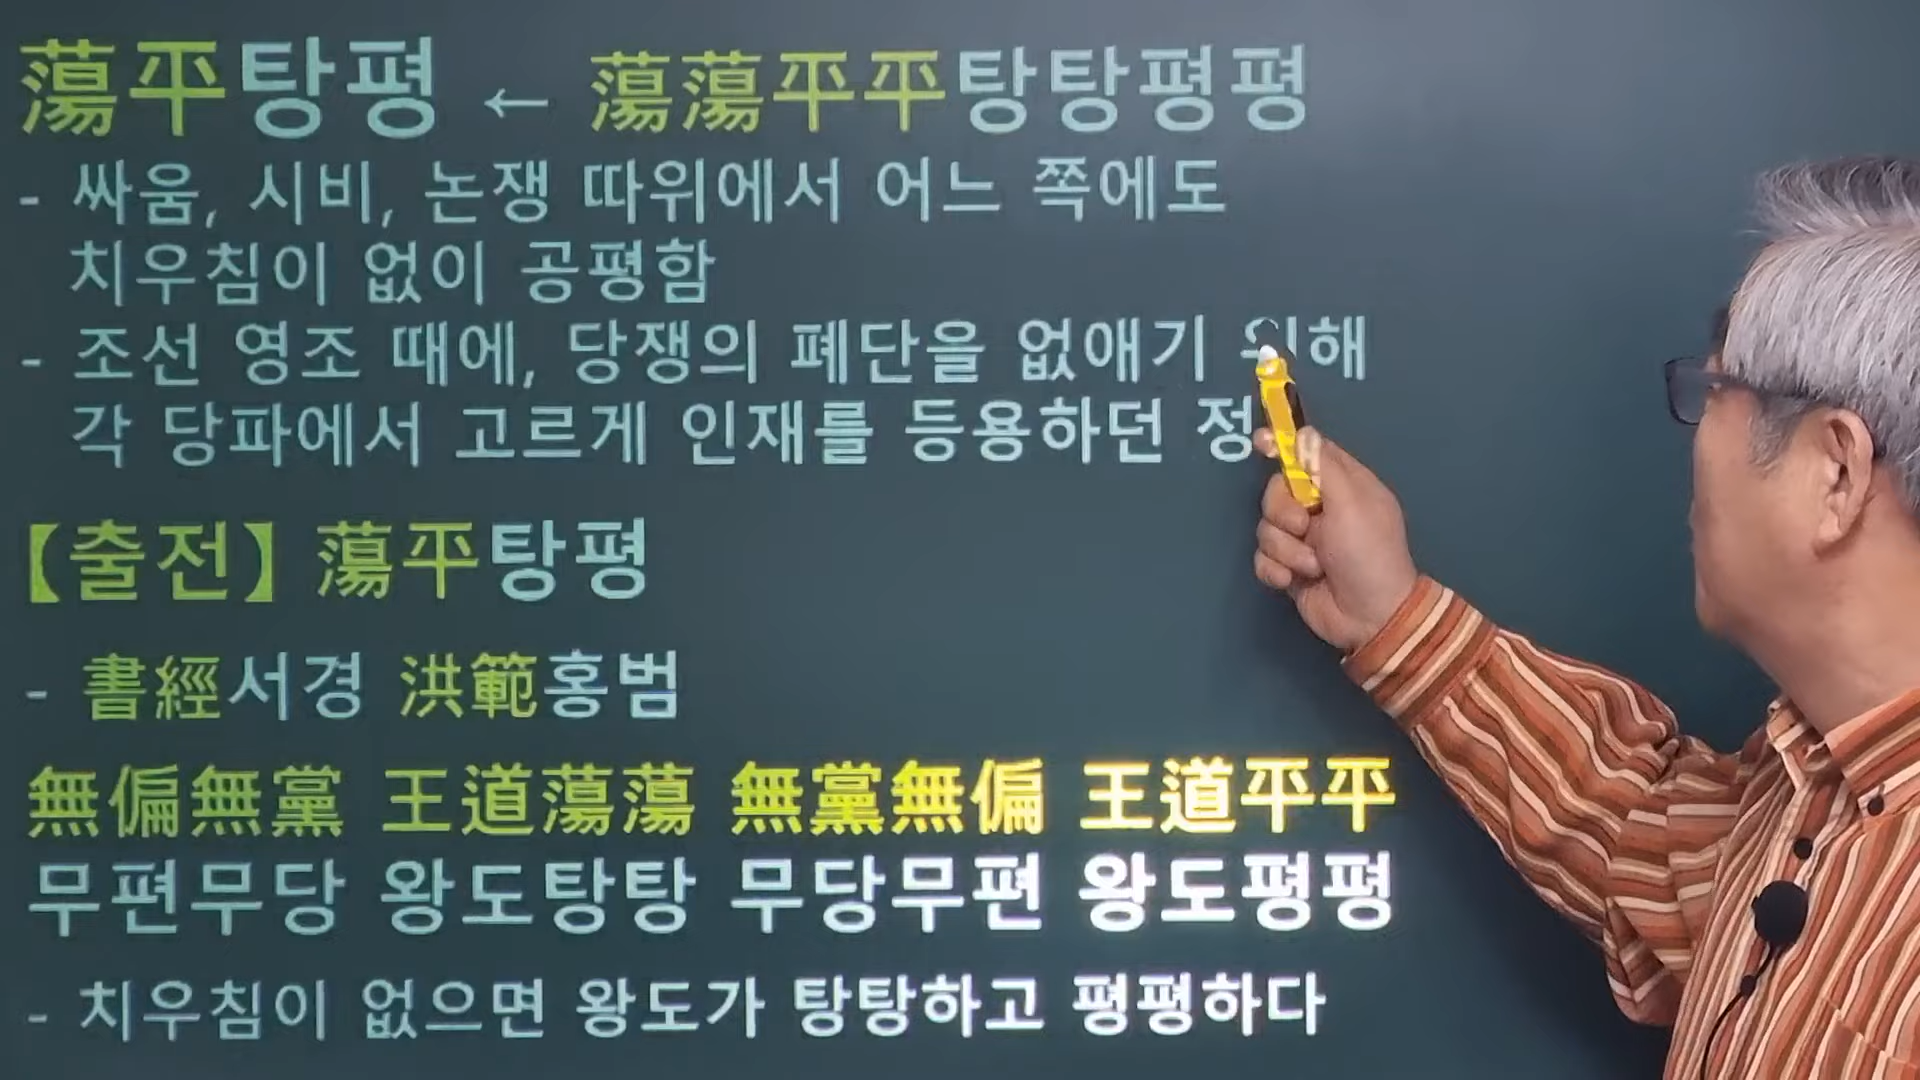 蕩平탕평 ← 蕩蕩平平탕탕평평
- 싸움, 시비, 논쟁 따위에서 어느 쪽에도
치우침이 없이 공평함
- 조선 영조 때에, 당쟁의 폐단을 없애기 위해
각 당파에서 고르게 인재를 등용하던
【출전】 蕩平탕평
- 書經서경 洪範홍범
無偏無黨 王道蕩蕩 無黨無偏 王道平平
무편무당 왕도탕탕 무당무편 왕도평평
- 치우침이 없으면 왕도가 탕탕하고 평평하다